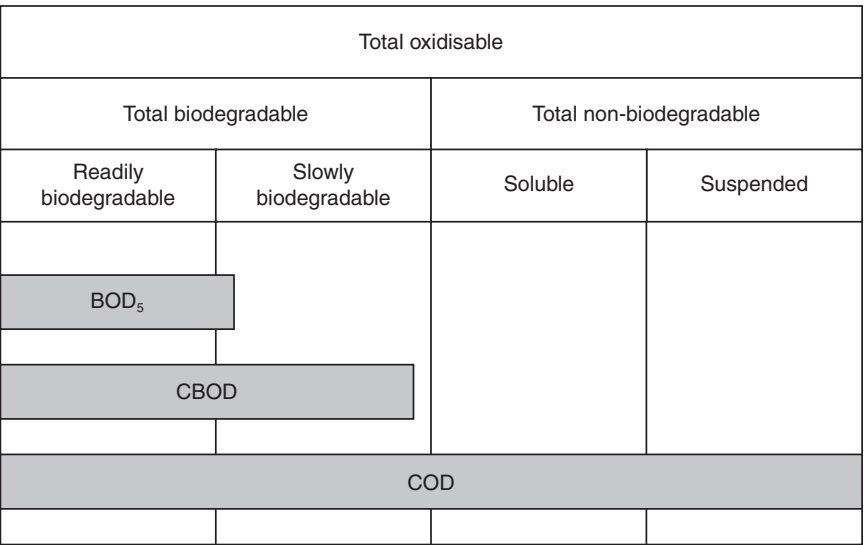 Total oxidisable
Total biodegradable
Total non-biodegradable
Readily
biodegradable
Slowly
biodegradable
Soluble
Suspended
BOD₅
CBOD
COD